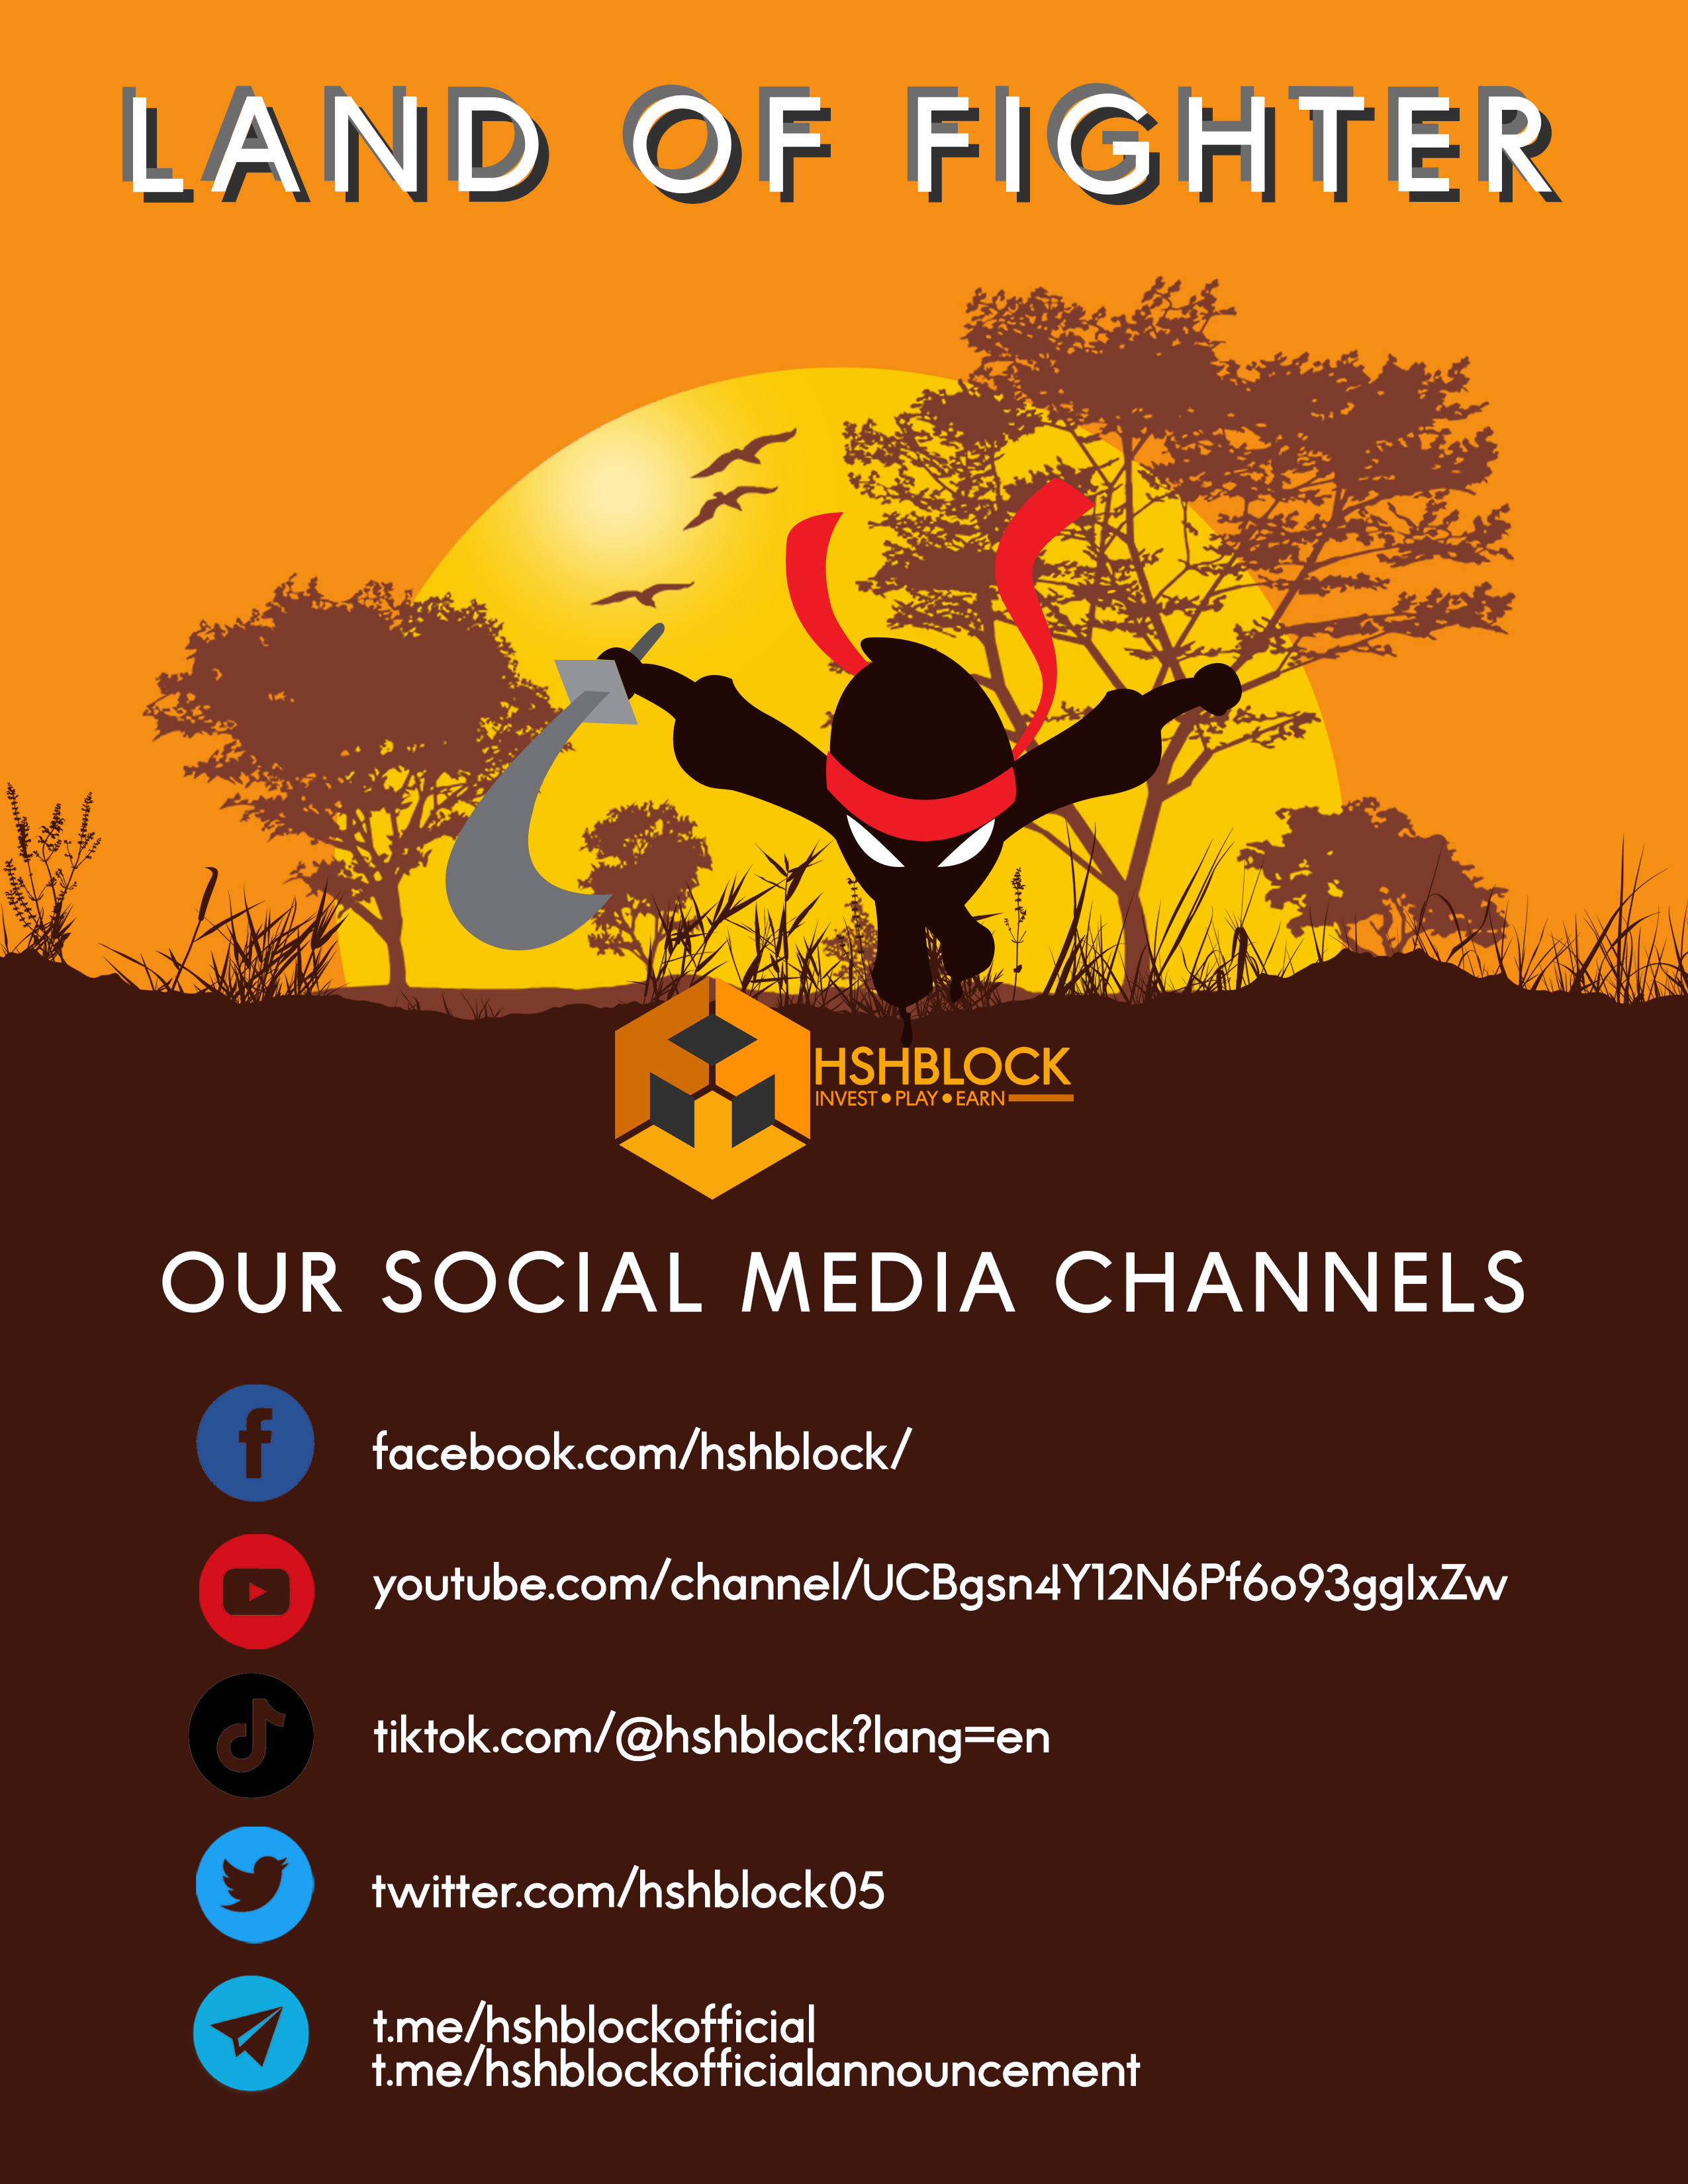 LAND OF FIGHTER
HSHBLOCK
INVEST • PLAY • EARN
OUR SOCIAL MEDIA CHANNELS
facebook.com/hshblock/
youtube.com/channel/UCBgsn4Y12N6Pf6o93gglxZw
tiktok.com/@hshblock?lang=en
twitter.com/hshblock05
t.me/hshblockofficial
t.me/hshblockofficialannouncement